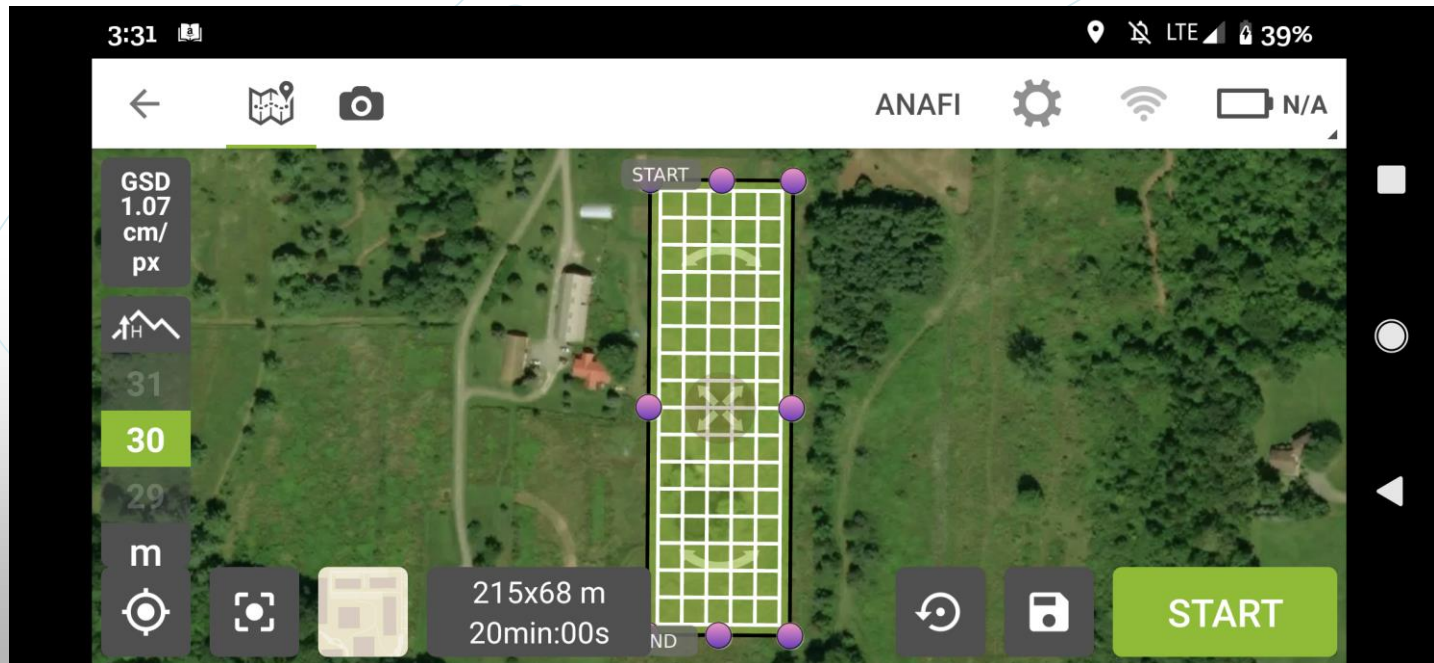 3:31
LTE 39%
ANAFI
N/A
START
GSD
1.07
cm/
px
H
31
30
29
m
215x68 m
20min:00s
ND
START